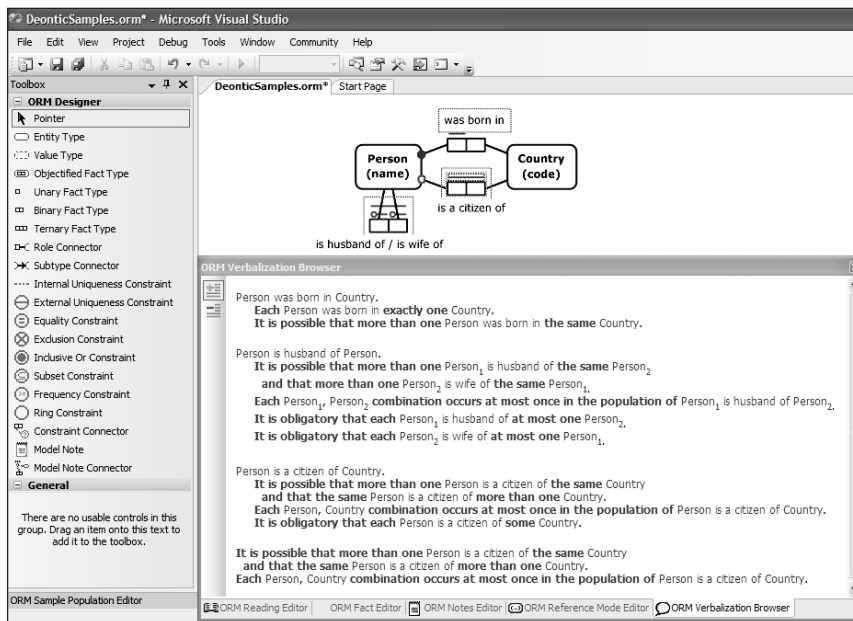 DeonticSamples.orm* - Microsoft Visual Studio
File Edit View Project Debug Tools Window Community Help
Toolbox
ORM Designer
Pointer
Entity Type
Value Type
Objectified Fact Type
Unary Fact Type
Binary Fact Type
Ternary Fact Type
Role Connector
Subtype Connector
Internal Uniqueness Constraint
External Uniqueness Constraint
Equality Constraint
Exclusion Constraint
Inclusive Or Constraint
Subset Constraint
Frequency Constraint
Ring Constraint
Constraint Connector
Model Note
Model Note Connector
General
There are no usable controls in this
group. Drag an item onto this text to
add it to the toolbox.
ORM Sample Population Editor
DeonticSamples.orm* Start Page
was born in
Person
(name)
Country
(code)
is a citizen of
is husband of / is wife of
ORM Verbalization Browser
Person was born in Country.
Each Person was born in exactly one Country.
It is possible that more than one Person was born in the same Country.
Person is husband of Person.
It is possible that more than one Person1 is husband of the same Person2
and that more than one Person2 is wife of the same Person1.
Each Person1, Person2 combination occurs at most once in the population of Person1 is husband of Person2.
It is obligatory that each Person1 is husband of at most one Person2.
It is obligatory that each Person2 is wife of at most one Person1.
Person is a citizen of Country.
It is possible that more than one Person is a citizen of the same Country
and that the same Person is a citizen of more than one Country.
Each Person, Country combination occurs at most once in the population of Person is a citizen of Country.
It is obligatory that each Person is a citizen of some Country.
It is possible that more than one Person is a citizen of the same Country
and that the same Person is a citizen of more than one Country.
Each Person, Country combination occurs at most once in the population of Person is a citizen of Country.
ORM Reading Editor ORM Fact Editor ORM Notes Editor ORM Reference Mode Editor ORM Verbalization Browser